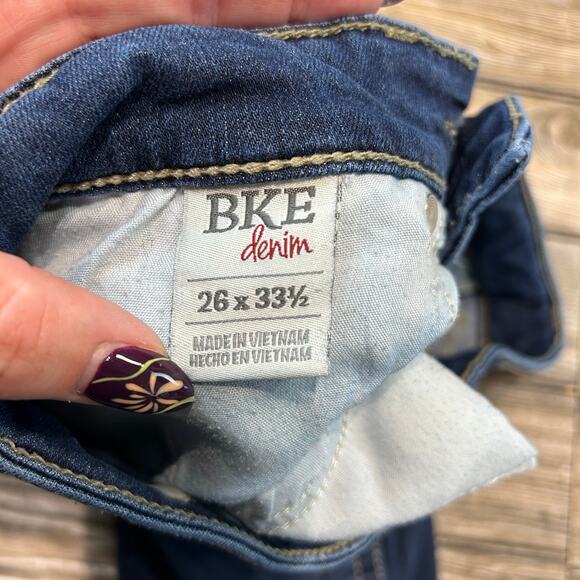 BKE
denim
26 x 33½
MADE IN VIETNAM
HECHO EN VIETNAM